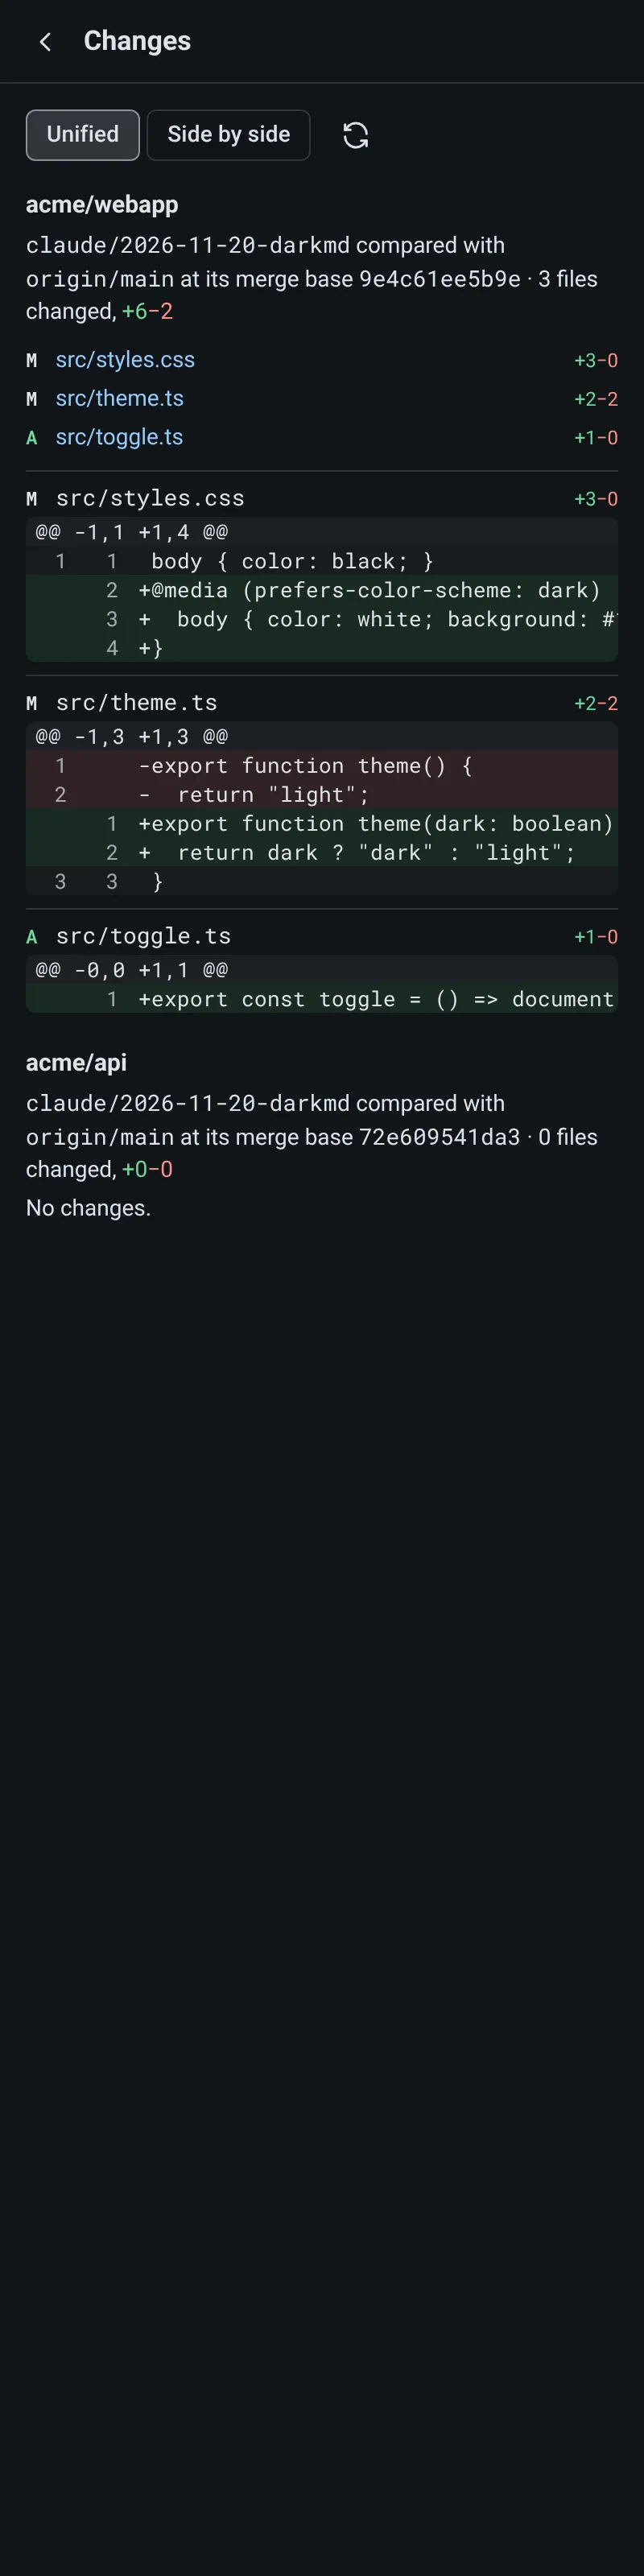 Changes
Unified Side by side
acme/webapp
claude/2026-11-20-darkmd compared with
origin/main at its merge base 9e4c61ee5b9e · 3 files
changed, +6−2
M src/styles.css +3−0
M src/theme.ts +2−2
A src/toggle.ts +1−0
M src/styles.css +3−0
@@ -1,1 +1,4 @@
1 1 body { color: black; }
2 +@media (prefers-color-scheme: dark)
3 +  body { color: white; background: #
4 +}
M src/theme.ts +2−2
@@ -1,3 +1,3 @@
1 -export function theme() {
2 -  return "light";
1 +export function theme(dark: boolean)
2 +  return dark ? "dark" : "light";
3 3 }
A src/toggle.ts +1−0
@@ -0,0 +1,1 @@
1 +export const toggle = () => document
acme/api
claude/2026-11-20-darkmd compared with
origin/main at its merge base 72e609541da3 · 0 files
changed, +0−0
No changes.